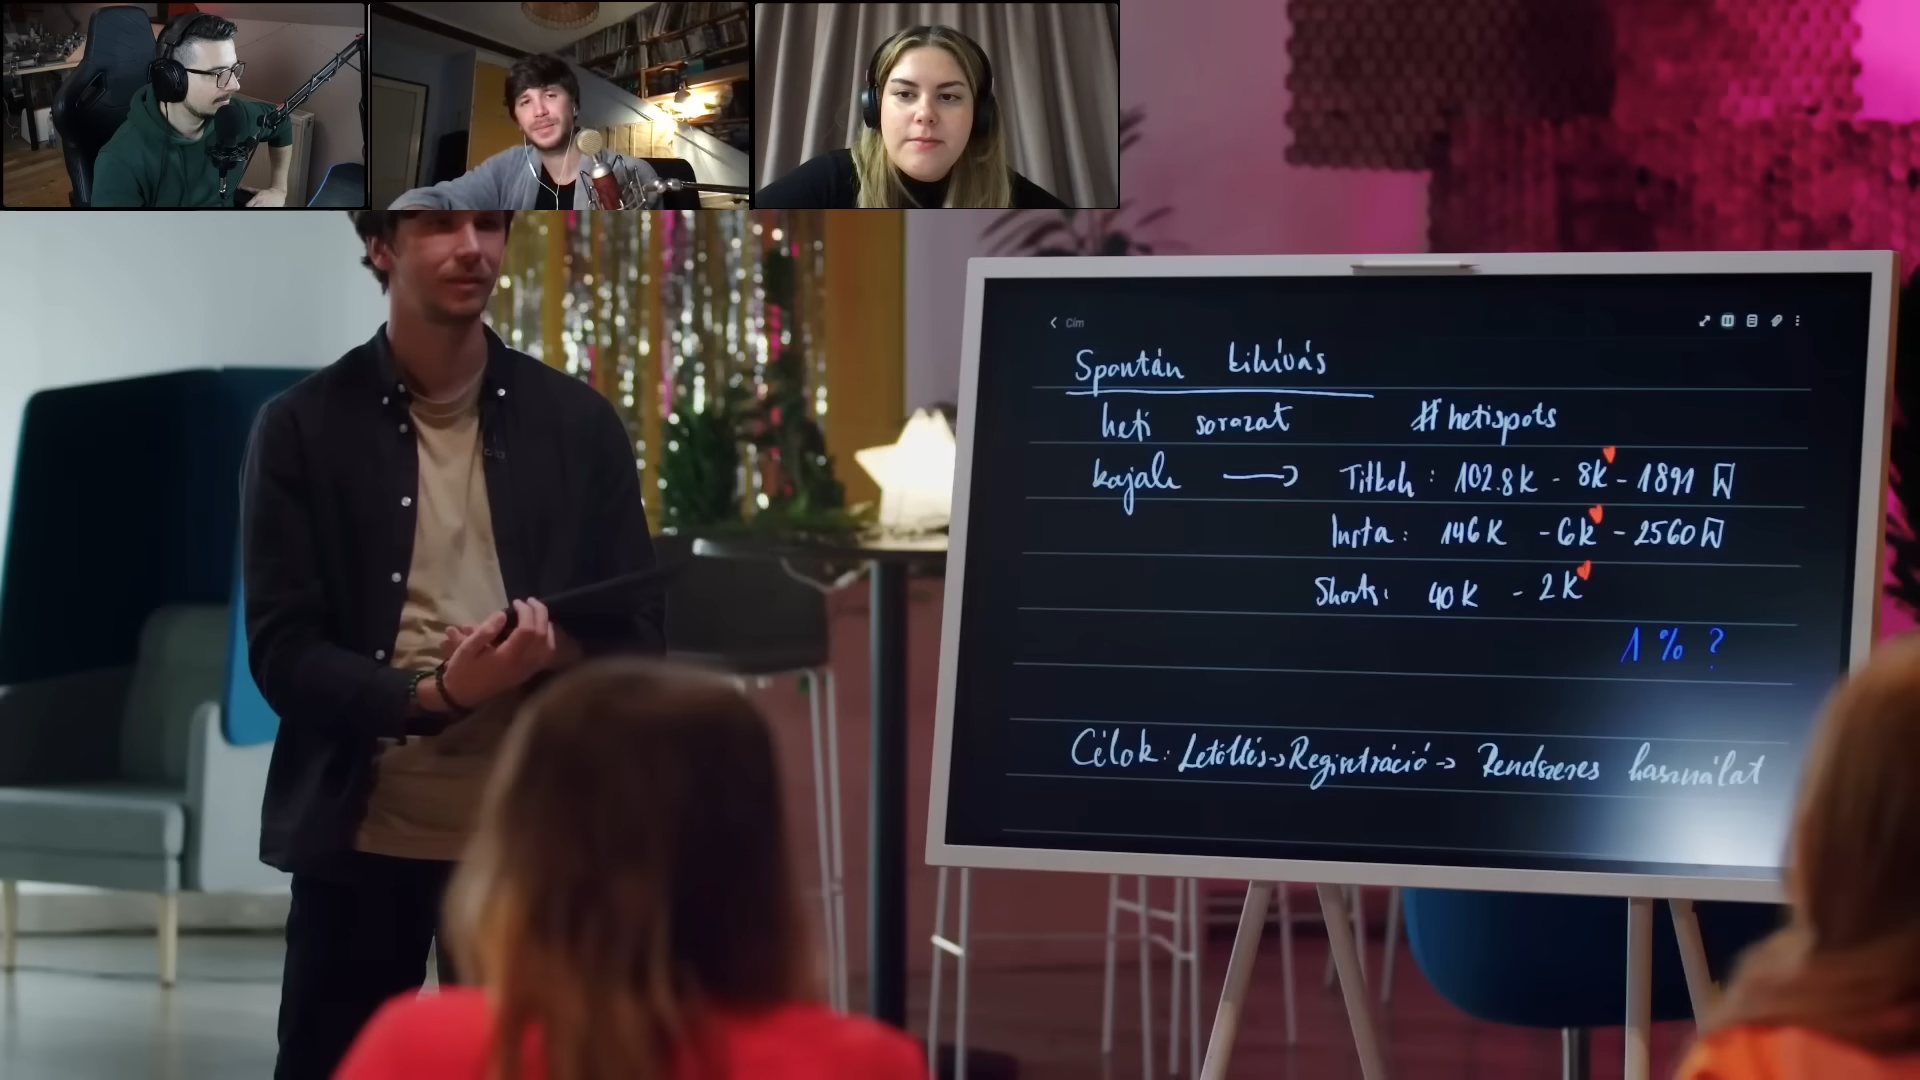 Cím
Spontán kihívás
heti sorozat #hetispots
kaják → Tiktok: 102.8K - 8K - 1891
Insta: 146K - 6K - 2560
Shorts: 40K - 2K
1 % ?
Célok: Letöltés → Regisztráció → Rendszeres használat